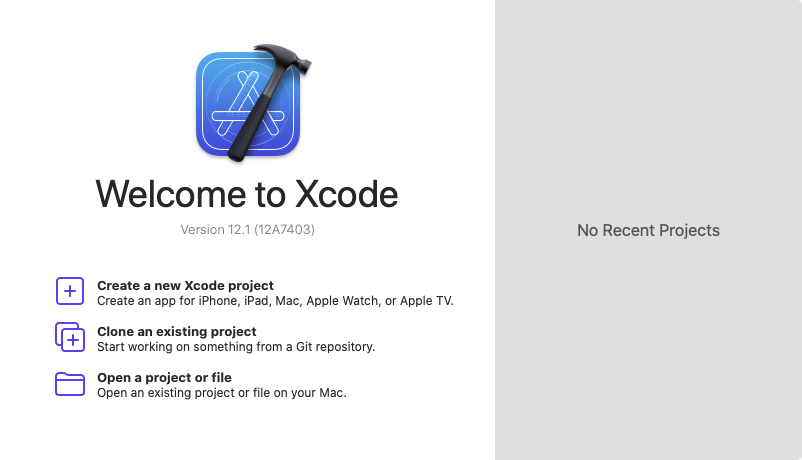 Welcome to Xcode
Version 12.1 (12A7403)
Create a new Xcode project
Create an app for iPhone, iPad, Mac, Apple Watch, or Apple TV.
Clone an existing project
Start working on something from a Git repository.
Open a project or file
Open an existing project or file on your Mac.
No Recent Projects